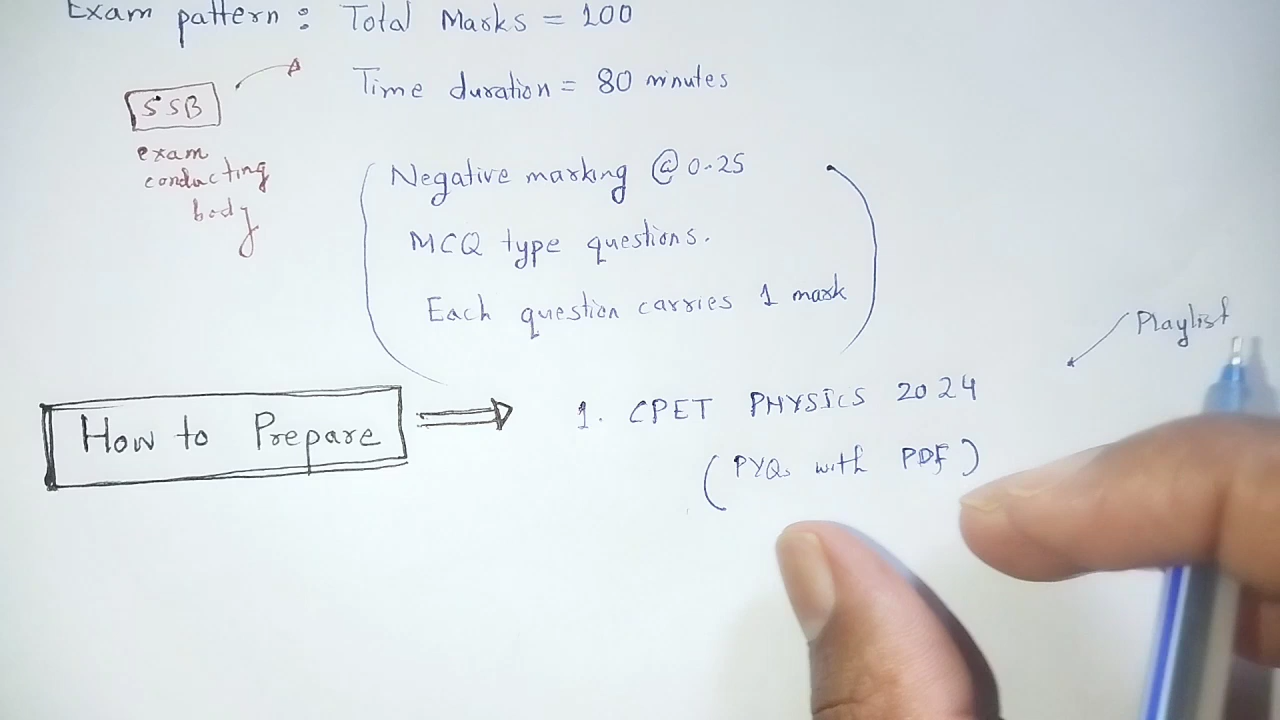 Exam pattern : Total Marks = 100
Time duration = 80 minutes
SSB
exam
conducting
body
Negative marking @ 0.25
MCQ type questions.
Each question carries 1 mark
Playlist
How to Prepare
1. CPET PHYSICS 2024
(PYQs with PDF)